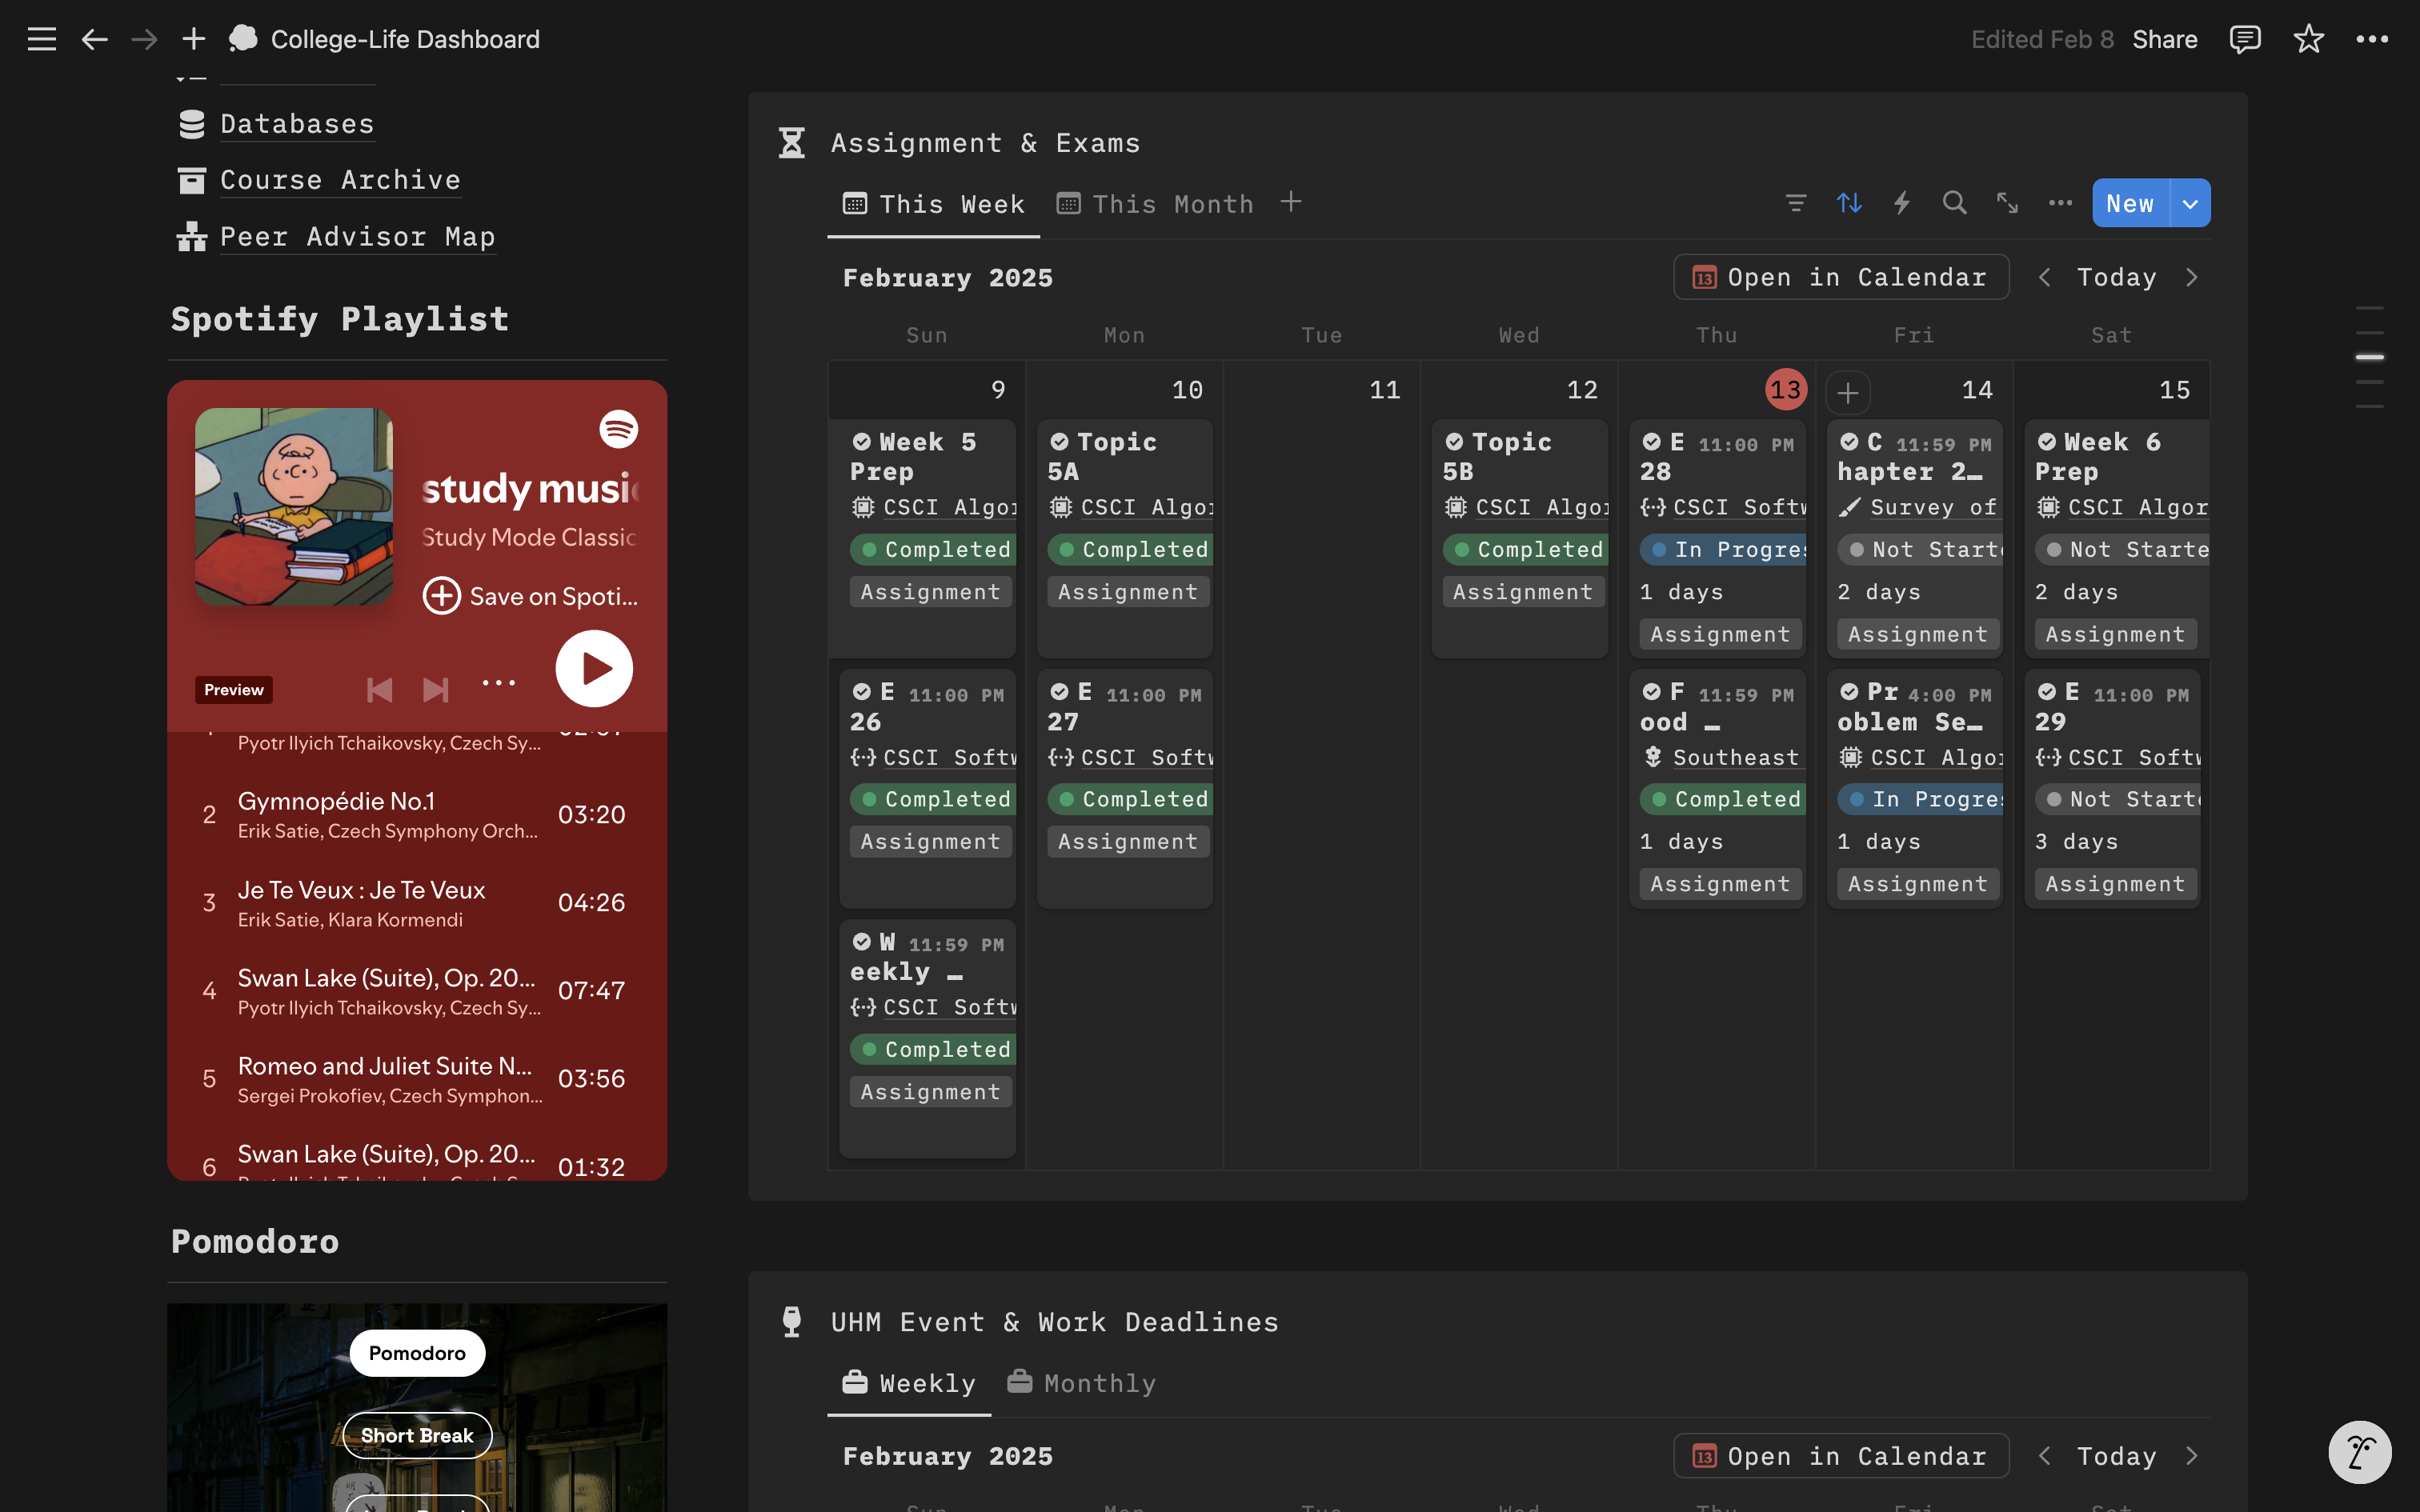 College-Life Dashboard
Edited Feb 8 Share
Databases
Course Archive
Peer Advisor Map
Spotify Playlist
study musi
Study Mode Classic
Save on Spoti...
Preview
Pyotr Ilyich Tchaikovsky, Czech Sy...
2 Gymnopédie No.1 03:20
Erik Satie, Czech Symphony Orch...
3 Je Te Veux : Je Te Veux 04:26
Erik Satie, Klara Kormendi
4 Swan Lake (Suite), Op. 20... 07:47
Pyotr Ilyich Tchaikovsky, Czech Sy...
5 Romeo and Juliet Suite N... 03:56
Sergei Prokofiev, Czech Symphon...
6 Swan Lake (Suite), Op. 20... 01:32
Pomodoro
Pomodoro
Short Break
Assignment & Exams
This Week This Month
New
February 2025
13 Open in Calendar Today
Sun Mon Tue Wed Thu Fri Sat
9 10 11 12 13 14 15
Week 5
Prep
CSCI Algor
Completed
Assignment
E 11:00 PM
26
CSCI Softw
Completed
Assignment
W 11:59 PM
eekly …
CSCI Softw
Completed
Assignment
Topic
5A
CSCI Algor
Completed
Assignment
E 11:00 PM
27
CSCI Softw
Completed
Assignment
Topic
5B
CSCI Algor
Completed
Assignment
E 11:00 PM
28
CSCI Softw
In Progres
1 days
Assignment
F 11:59 PM
ood …
Southeast
Completed
1 days
Assignment
C 11:59 PM
hapter 2…
Survey of
Not Starte
2 days
Assignment
Pr 4:00 PM
oblem Se…
CSCI Algor
In Progres
1 days
Assignment
Week 6
Prep
CSCI Algor
Not Starte
2 days
Assignment
E 11:00 PM
29
CSCI Softw
Not Starte
3 days
Assignment
UHM Event & Work Deadlines
Weekly Monthly
February 2025
13 Open in Calendar Today